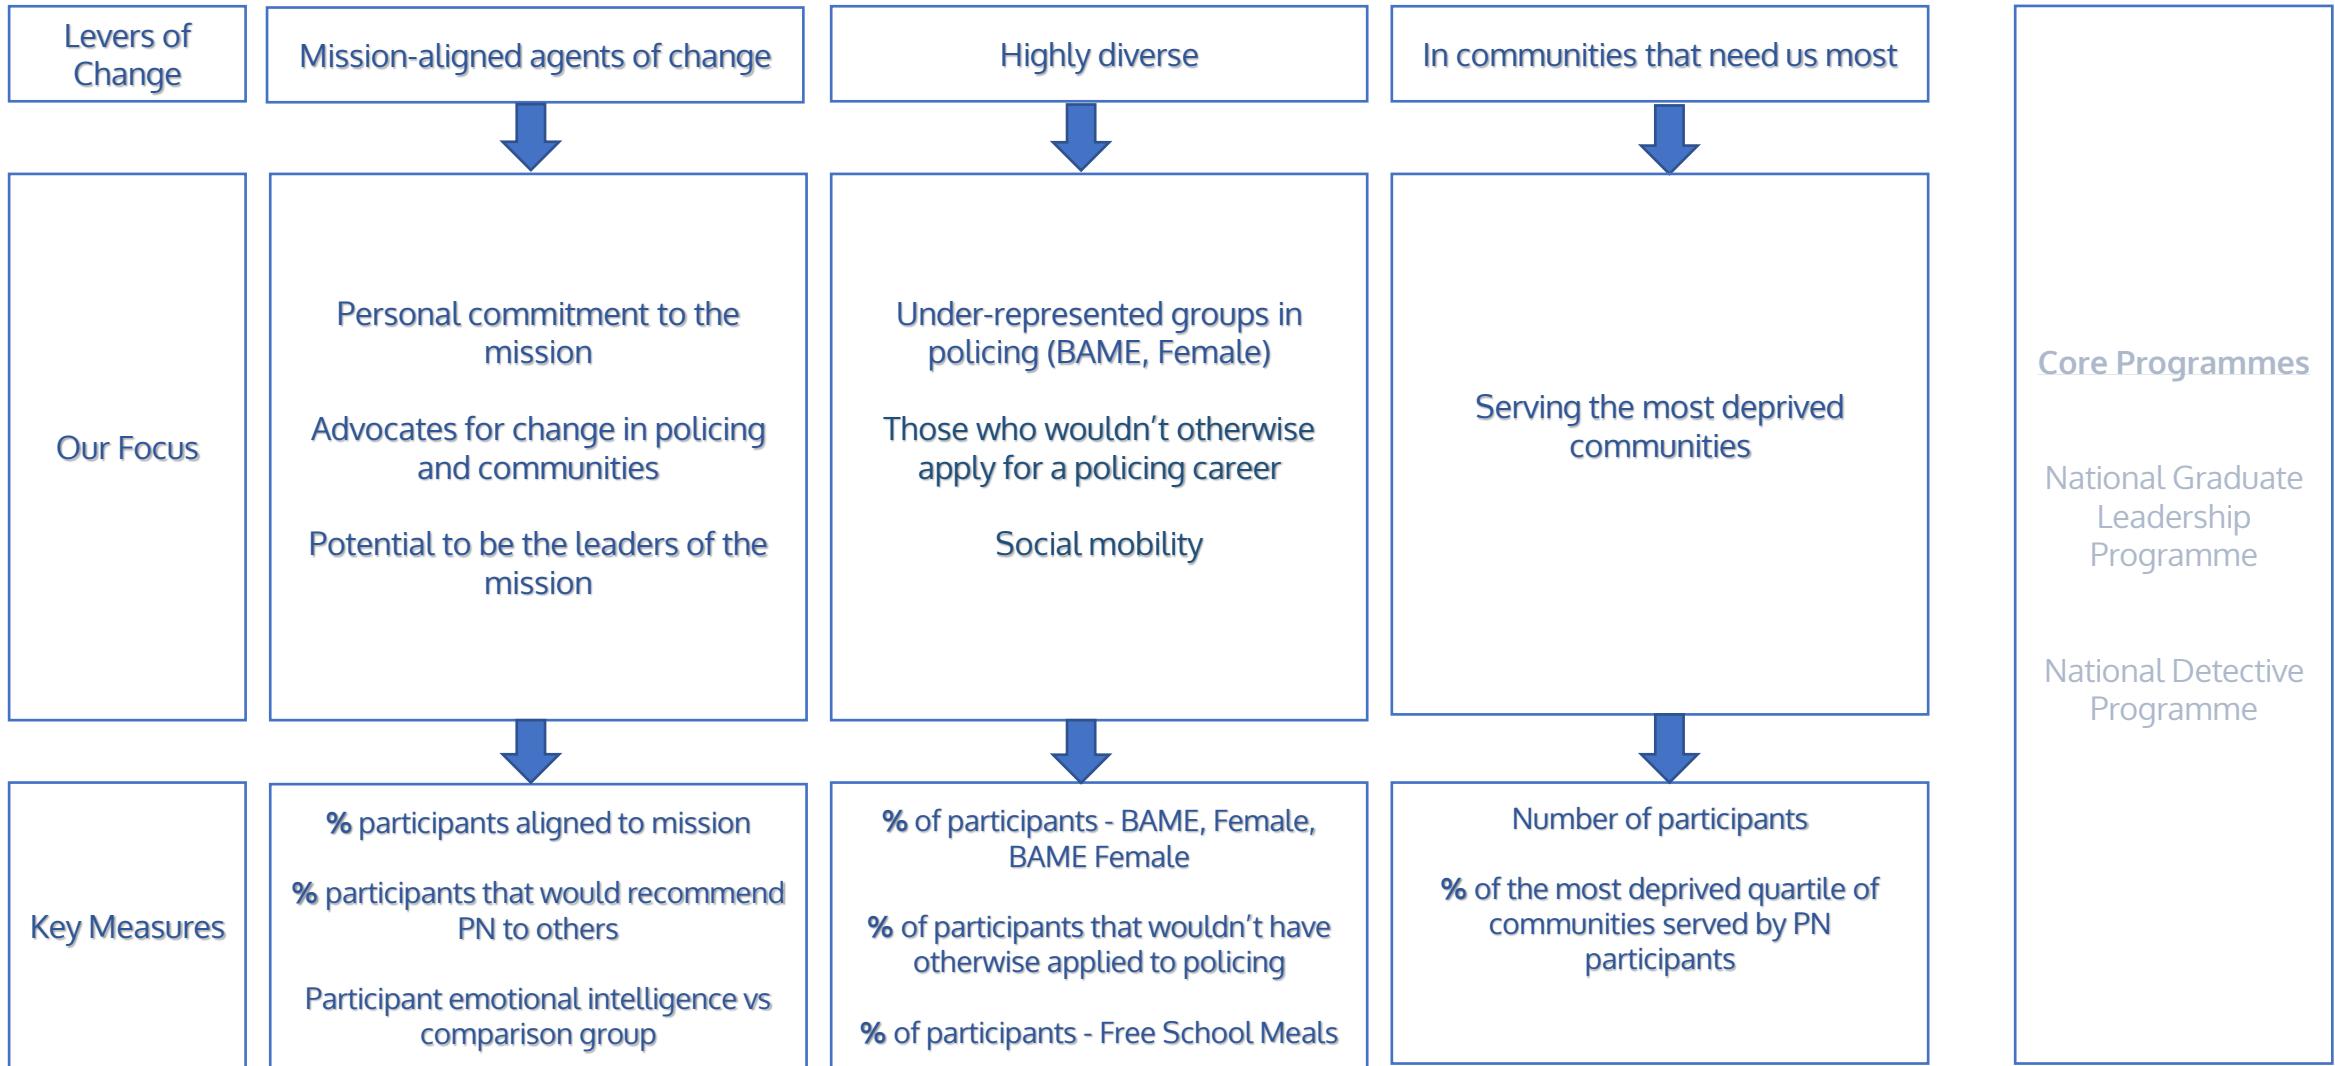 Levers of
Change
Mission-aligned agents of change
Highly diverse
In communities that need us most
Our Focus
Personal commitment to the
mission
Advocates for change in policing
and communities
Potential to be the leaders of the
mission
Under-represented groups in
policing (BAME, Female)
Those who wouldn't otherwise
apply for a policing career
Social mobility
Serving the most deprived
communities
Key Measures
% participants aligned to mission
% participants that would recommend
PN to others
Participant emotional intelligence vs
comparison group
% of participants - BAME, Female,
BAME Female
% of participants that wouldn't have
otherwise applied to policing
% of participants - Free School Meals
Number of participants
% of the most deprived quartile of
communities served by PN
participants
Core Programmes
National Graduate
Leadership
Programme
National Detective
Programme